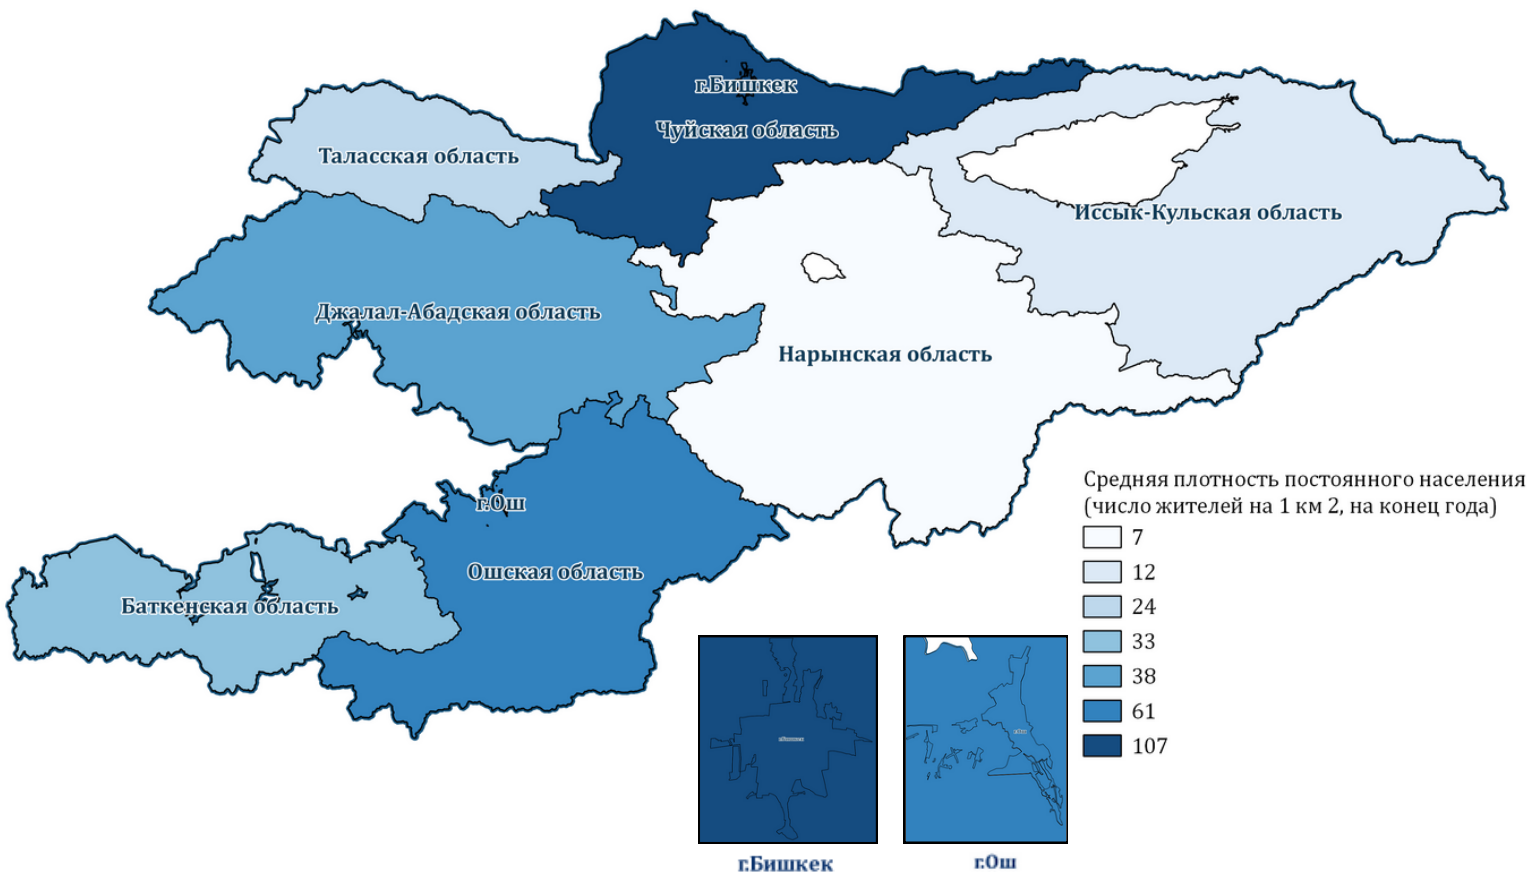 г.Бишкек
Чуйская область
Таласская область
Иссык-Кульская область
Джалал-Абадская область
Нарынская область
г.Ош
Ошская область
Баткенская область
Средняя плотность постоянного населения
(число жителей на 1 км 2, на конец года)
7
12
24
33
38
61
107
г.Бишкек
г.Ош
г.Бишкек
г.Ош